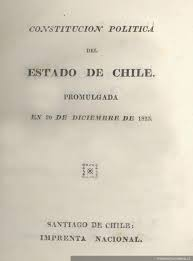 CONSTITUCION POLITICA
DEL
ESTADO DE CHILE.
PROMULGADA
EN 29 DE DICIEMBRE DE 1823.
SANTIAGO DE CHILE:
IMPRENTA NACIONAL.